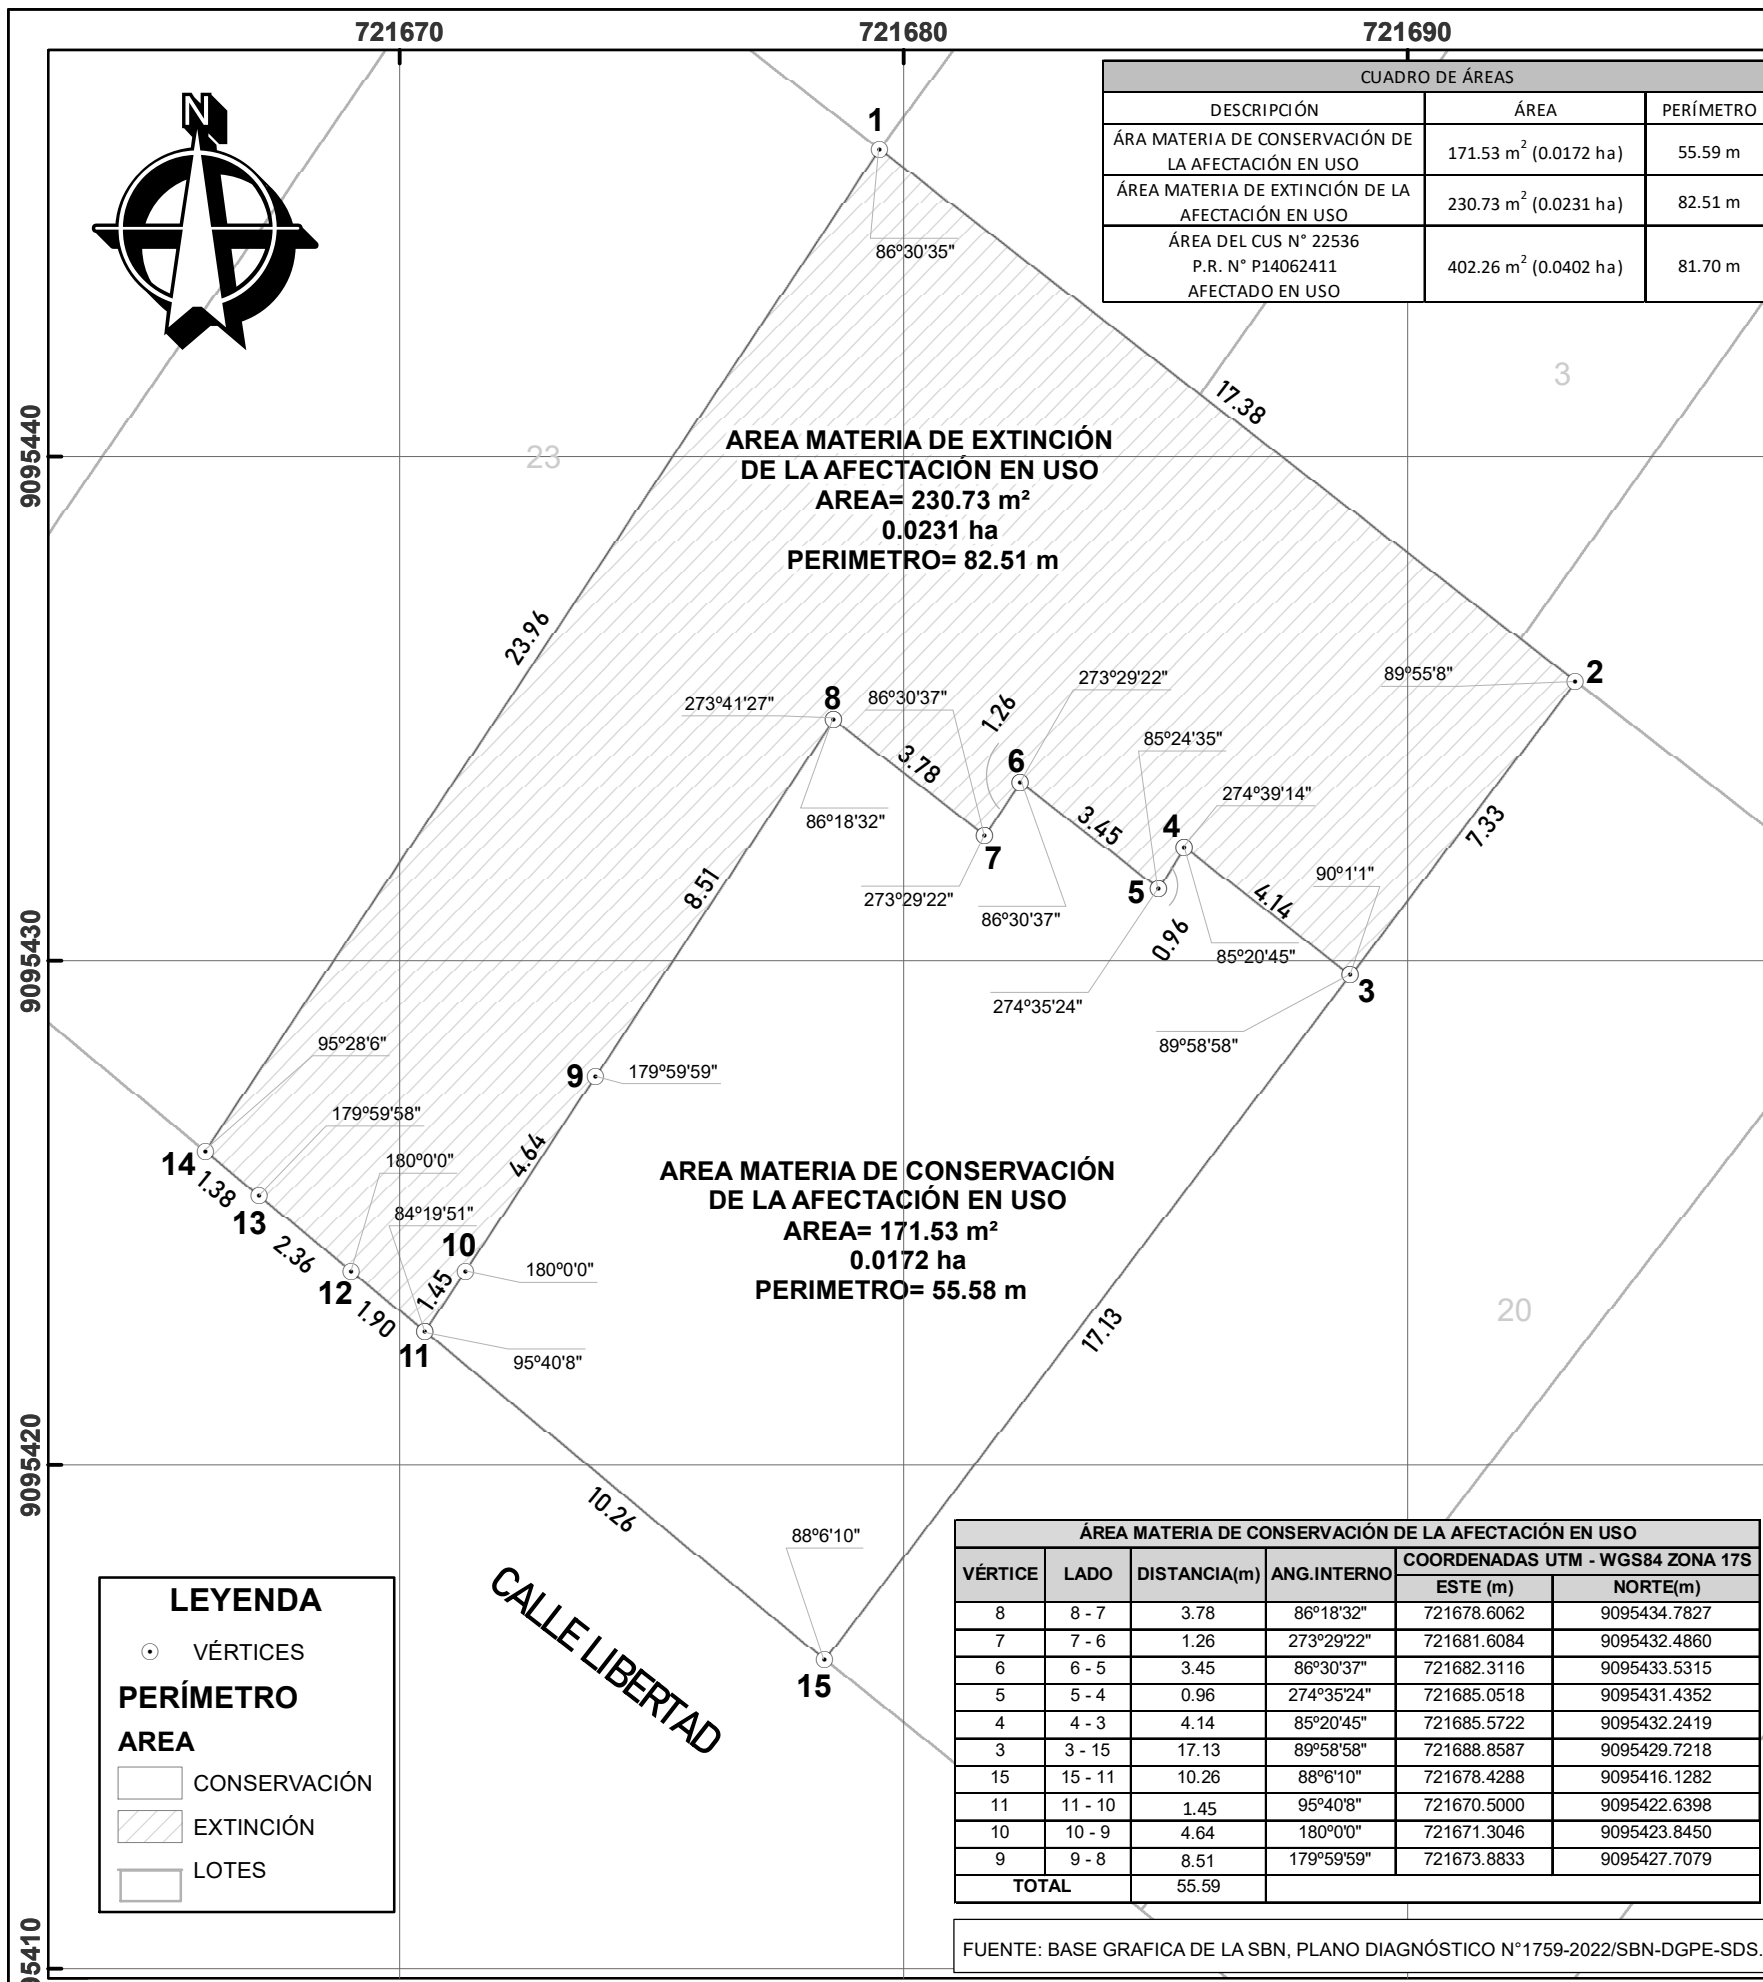 721670
721680
721690
N
CUADRO DE ÁREAS
DESCRIPCIÓN ÁREA PERÍMETRO
ÁRA MATERIA DE CONSERVACIÓN DE
LA AFECTACIÓN EN USO
171.53 m² (0.0172 ha) 55.59 m
ÁREA MATERIA DE EXTINCIÓN DE LA
AFECTACIÓN EN USO
230.73 m² (0.0231 ha) 82.51 m
ÁREA DEL CUS N° 22536
P.R. N° P14062411
AFECTADO EN USO
402.26 m² (0.0402 ha) 81.70 m
1
86º30'35"
3
17.38
9095440
23
AREA MATERIA DE EXTINCIÓN
DE LA AFECTACIÓN EN USO
AREA= 230.73 m²
0.0231 ha
PERIMETRO= 82.51 m
23.96
89º55'8"
2
273º41'27"
8
86º30'37"
273º29'22"
1.26
85º24'35"
3.78
6
274º39'14"
86º18'32"
3.45
4
7.33
7
8.51
273º29'22"
86º30'37"
5
90º1'1"
4.14
0.96
85º20'45"
9095430
3
274º35'24"
89º58'58"
95º28'6"
9
179º59'59"
179º59'58"
14
180º0'0"
4.64
1.38
13
84º19'51"
AREA MATERIA DE CONSERVACIÓN
DE LA AFECTACIÓN EN USO
AREA= 171.53 m²
0.0172 ha
PERIMETRO= 55.58 m
2.36
10
180º0'0"
12
1.45
1.90
11
95º40'8"
17.13
20
9095420
10.26
88º6'10"
15
CALLE LIBERTAD
LEYENDA
VÉRTICES
PERÍMETRO
AREA
CONSERVACIÓN
EXTINCIÓN
LOTES
ÁREA MATERIA DE CONSERVACIÓN DE LA AFECTACIÓN EN USO
VÉRTICE LADO DISTANCIA(m) ANG.INTERNO COORDENADAS UTM - WGS84 ZONA 17S
ESTE (m) NORTE(m)
8 8 - 7 3.78 86º18'32" 721678.6062 9095434.7827
7 7 - 6 1.26 273º29'22" 721681.6084 9095432.4860
6 6 - 5 3.45 86º30'37" 721682.3116 9095433.5315
5 5 - 4 0.96 274º35'24" 721685.0518 9095431.4352
4 4 - 3 4.14 85º20'45" 721685.5722 9095432.2419
3 3 - 15 17.13 89º58'58" 721688.8587 9095429.7218
15 15 - 11 10.26 88º6'10" 721678.4288 9095416.1282
11 11 - 10 1.45 95º40'8" 721670.5000 9095422.6398
10 10 - 9 4.64 180º0'0" 721671.3046 9095423.8450
9 9 - 8 8.51 179º59'59" 721673.8833 9095427.7079
TOTAL 55.59
FUENTE: BASE GRAFICA DE LA SBN, PLANO DIAGNÓSTICO N°1759-2022/SBN-DGPE-SDS.